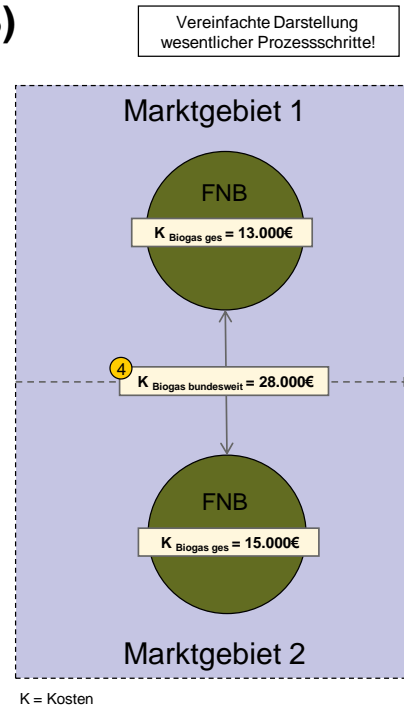 )
Vereinfachte Darstellung
wesentlicher Prozessschritte!
Marktgebiet 1
FNB
K Biogas ges = 13.000€
4
K Biogas bundesweit = 28.000€
FNB
K Biogas ges = 15.000€
Marktgebiet 2
K = Kosten